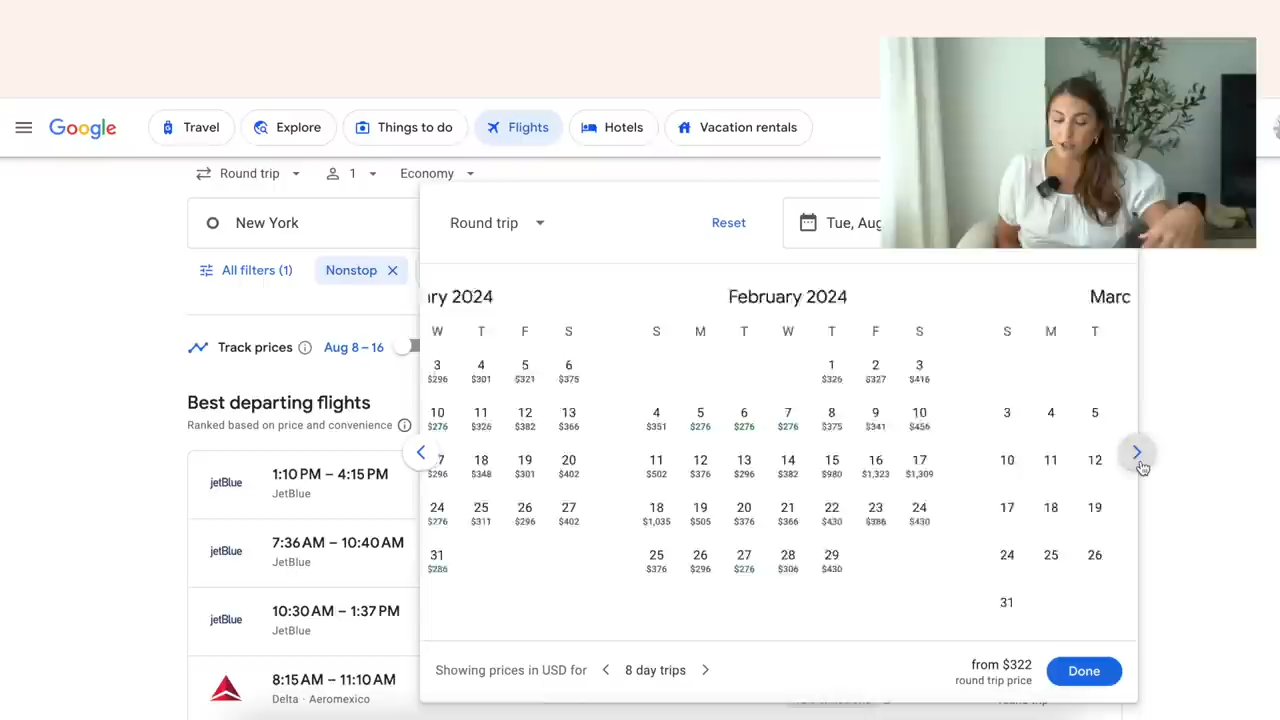 Google Travel Explore Things to do Flights Hotels Vacation rentals
Round trip 1 Economy
New York
Round trip Reset Tue, Aug
All filters (1) Nonstop
ry 2024
W T F S
3 4 5 6
$296 $301 $321 $375
10 11 12 13
$276 $326 $382 $366
7 18 19 20
$296 $348 $301 $402
24 25 26 27
$276 $311 $296 $402
31
$286
February 2024
S M T W T F S
1 2 3
$326 $327 $416
4 5 6 7 8 9 10
$351 $276 $276 $276 $375 $341 $456
11 12 13 14 15 16 17
$502 $376 $296 $382 $980 $1,323 $1,309
18 19 20 21 22 23 24
$1,035 $505 $376 $366 $430 $386 $430
25 26 27 28 29
$376 $296 $276 $306 $430
Marc
S M T
3 4 5
10 11 12
17 18 19
24 25 26
31
Track prices Aug 8 – 16
Best departing flights
Ranked based on price and convenience
jetBlue 1:10 PM – 4:15 PM
JetBlue
jetBlue 7:36 AM – 10:40 AM
JetBlue
jetBlue 10:30 AM – 1:37 PM
JetBlue
8:15 AM – 11:10 AM
Delta · Aeromexico
Showing prices in USD for 8 day trips
from $322
round trip price
Done